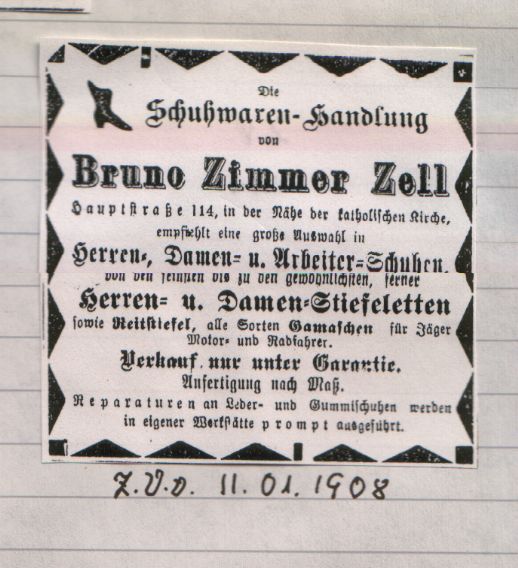 Die
Schuhwaren-Handlung
von
Bruno Zimmer Zell
Hauptstraße 114, in der Nähe der katholischen Kirche,
empfiehlt eine große Auswahl in
Herren-, Damen- u. Arbeiter-Schuhen,
von den feinsten bis zu den gewöhnlichsten, ferner
Herren- u. Damen-Stiefeletten
sowie Reitstiefel, alle Sorten Gamaschen für Jäger
Motor- und Radfahrer.
Verkauf nur unter Garantie.
Anfertigung nach Maß.
Reparaturen an Leder- und Gummischuhen werden
in eigener Werkstätte prompt ausgeführt.
Z.V.O. 11.01.1908